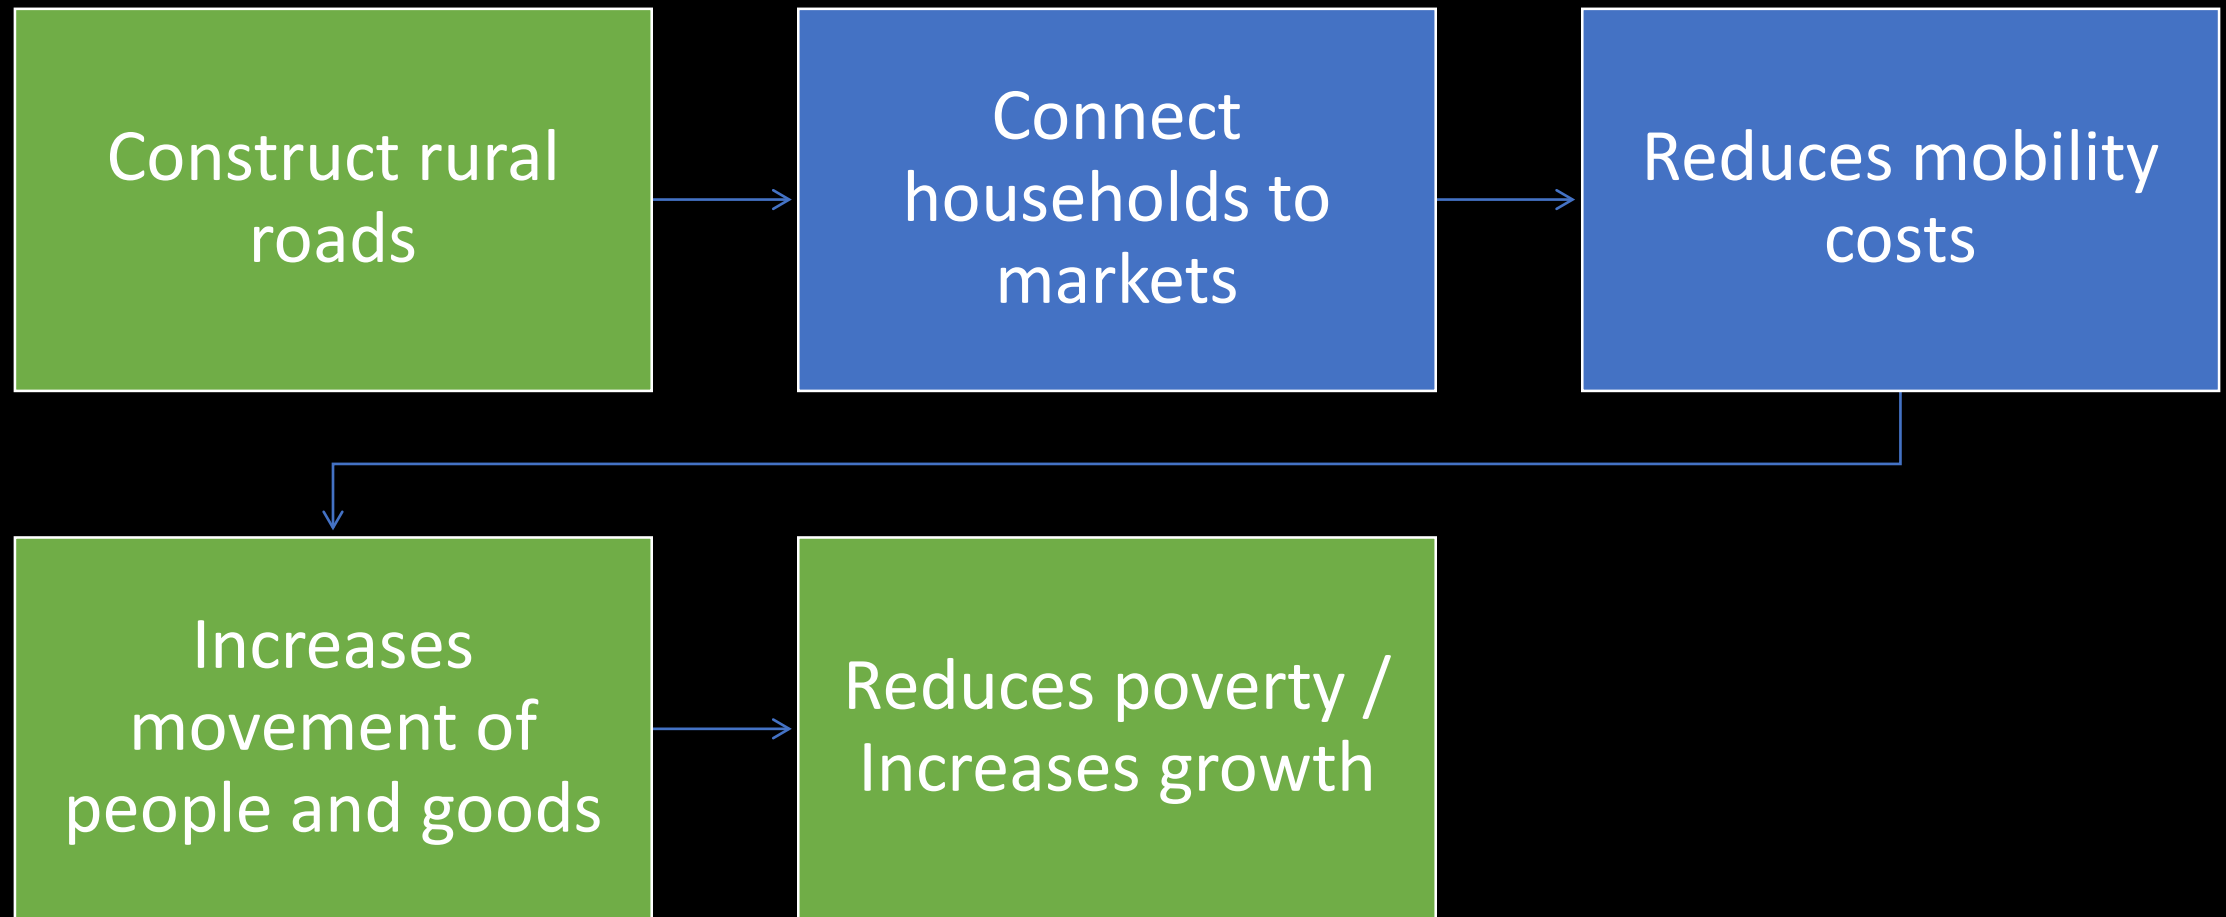 Construct rural
roads
Connect
households to
markets
Reduces mobility
costs
Increases
movement of
people and goods
Reduces poverty /
Increases growth